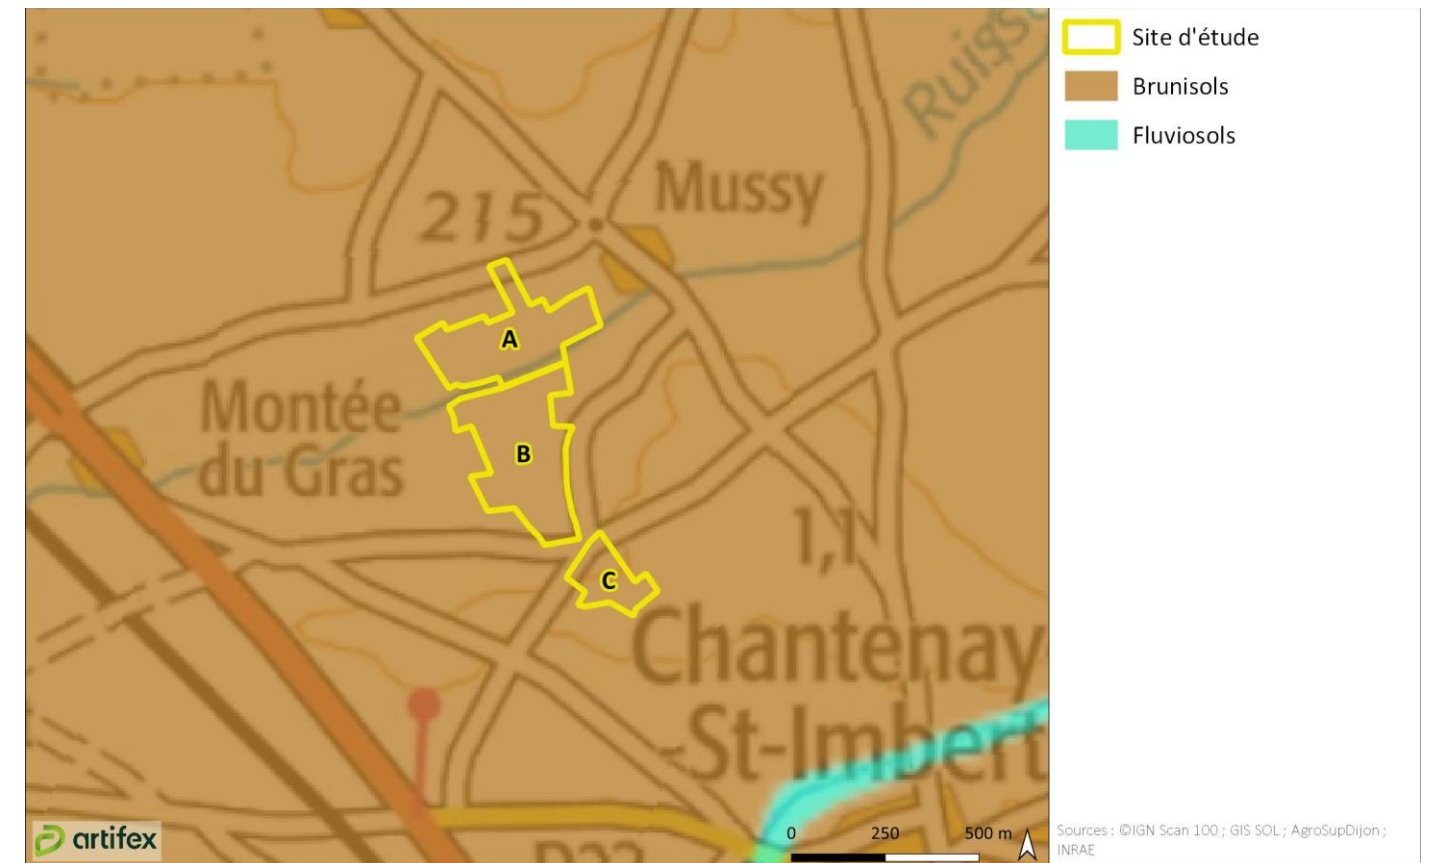 Ruiss
215
Mussy
Montée
du Gras
A
B
C
1,1
Chantenay
-St-Imbert
artifex
0 250 500 m
Site d'étude
Brunisols
Fluviosols
Sources : ©IGN Scan 100 ; GIS SOL ; AgroSupDijon ;
INRAE